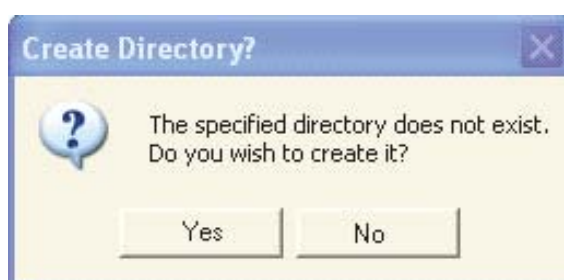 Create Directory?
The specified directory does not exist.
Do you wish to create it?
Yes No